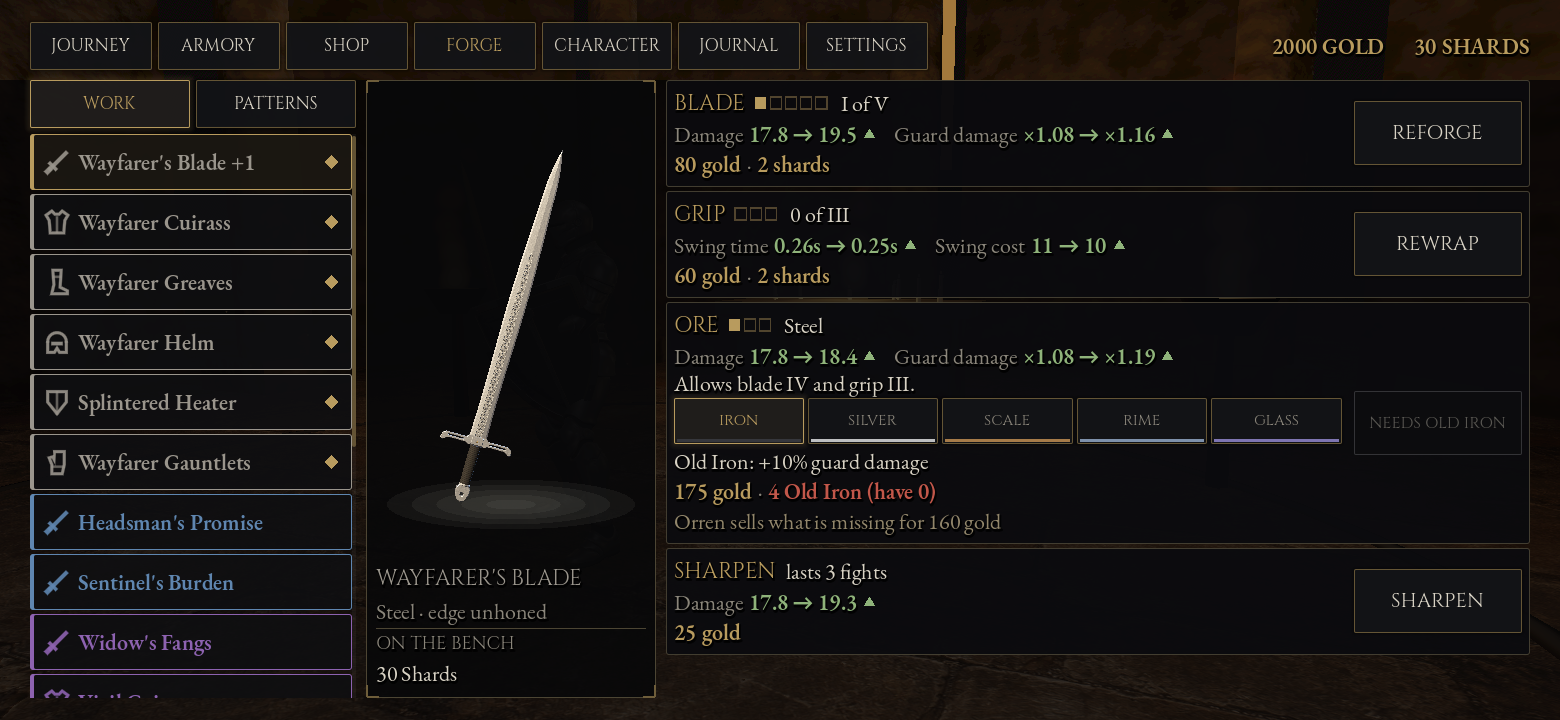 JOURNEY ARMORY SHOP FORGE CHARACTER JOURNAL SETTINGS 2000 GOLD 30 SHARDS
WORK PATTERNS
Wayfarer's Blade +1
Wayfarer Cuirass
Wayfarer Greaves
Wayfarer Helm
Splintered Heater
Wayfarer Gauntlets
Headsman's Promise
Sentinel's Burden
Widow's Fangs
WAYFARER'S BLADE
Steel · edge unhoned
ON THE BENCH
30 Shards
BLADE I of V
Damage 17.8 → 19.5 ▲ Guard damage ×1.08 → ×1.16 ▲
80 gold · 2 shards
REFORGE
GRIP 0 of III
Swing time 0.26s → 0.25s ▲ Swing cost 11 → 10 ▲
60 gold · 2 shards
REWRAP
ORE Steel
Damage 17.8 → 18.4 ▲ Guard damage ×1.08 → ×1.19 ▲
Allows blade IV and grip III.
IRON SILVER SCALE RIME GLASS
NEEDS OLD IRON
Old Iron: +10% guard damage
175 gold · 4 Old Iron (have 0)
Orren sells what is missing for 160 gold
SHARPEN lasts 3 fights
Damage 17.8 → 19.3 ▲
25 gold
SHARPEN